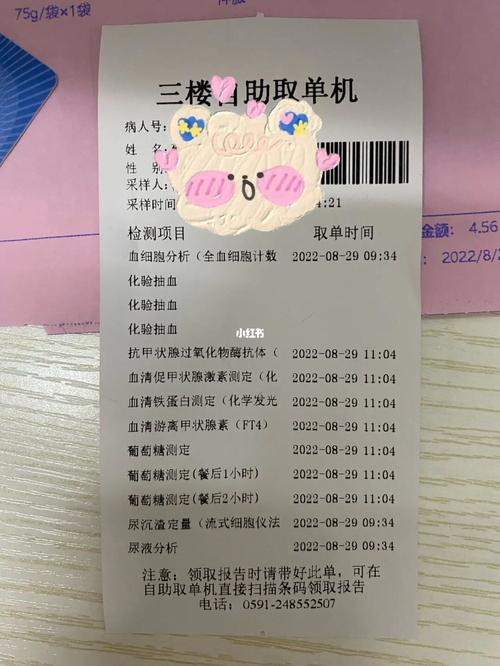 75g/袋×1袋
三楼自助取单机
病人号:
姓 名
性 别
采样人:
采样时间 4:21
检测项目 取单时间
血细胞分析（全血细胞计数 2022-08-29 09:34
化验抽血
化验抽血
化验抽血
抗甲状腺过氧化物酶抗体（ 2022-08-29 11:04
血清促甲状腺激素测定（化 2022-08-29 11:04
血清铁蛋白测定（化学发光 2022-08-29 11:04
血清游离甲状腺素（FT4） 2022-08-29 11:04
葡萄糖测定 2022-08-29 11:04
葡萄糖测定(餐后1小时) 2022-08-29 11:04
葡萄糖测定(餐后2小时) 2022-08-29 11:04
尿沉渣定量（流式细胞仪法 2022-08-29 09:34
尿液分析 2022-08-29 09:34
注意：领取报告时请带好此单，可在
自助取单机直接扫描条码领取报告
电话：0591-248552507
金额: 4.56
2022/8/2
小红书